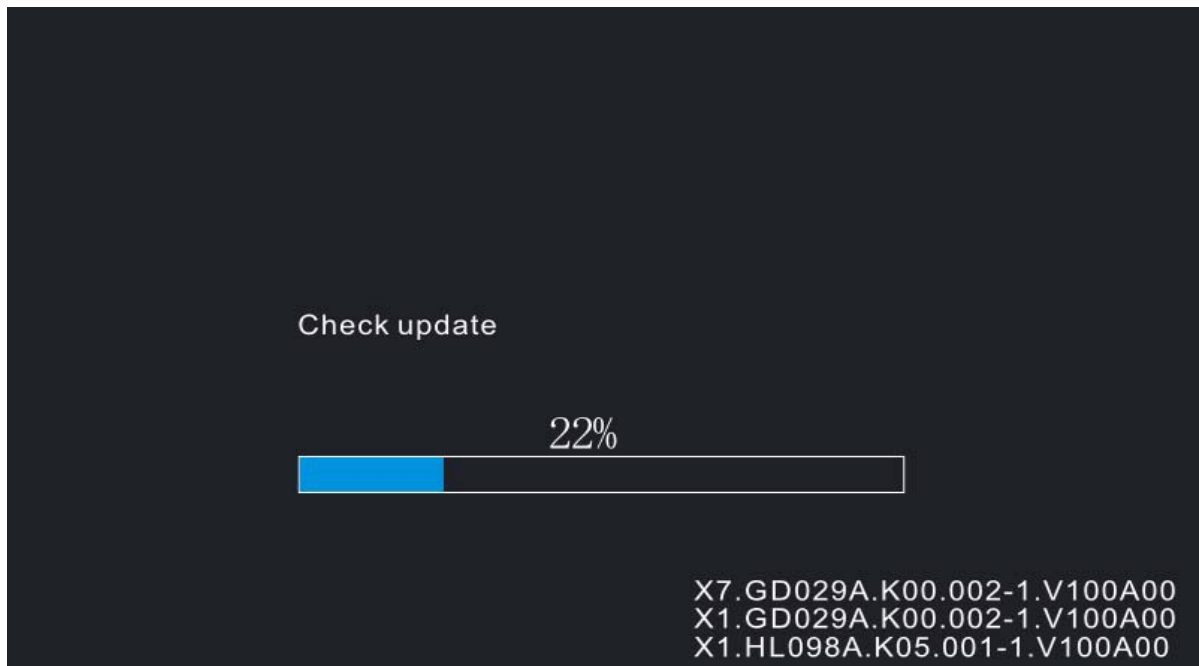 Check update
22%
X7.GD029A.K00.002-1.V100A00
X1.GD029A.K00.002-1.V100A00
X1.HL098A.K05.001-1.V100A00